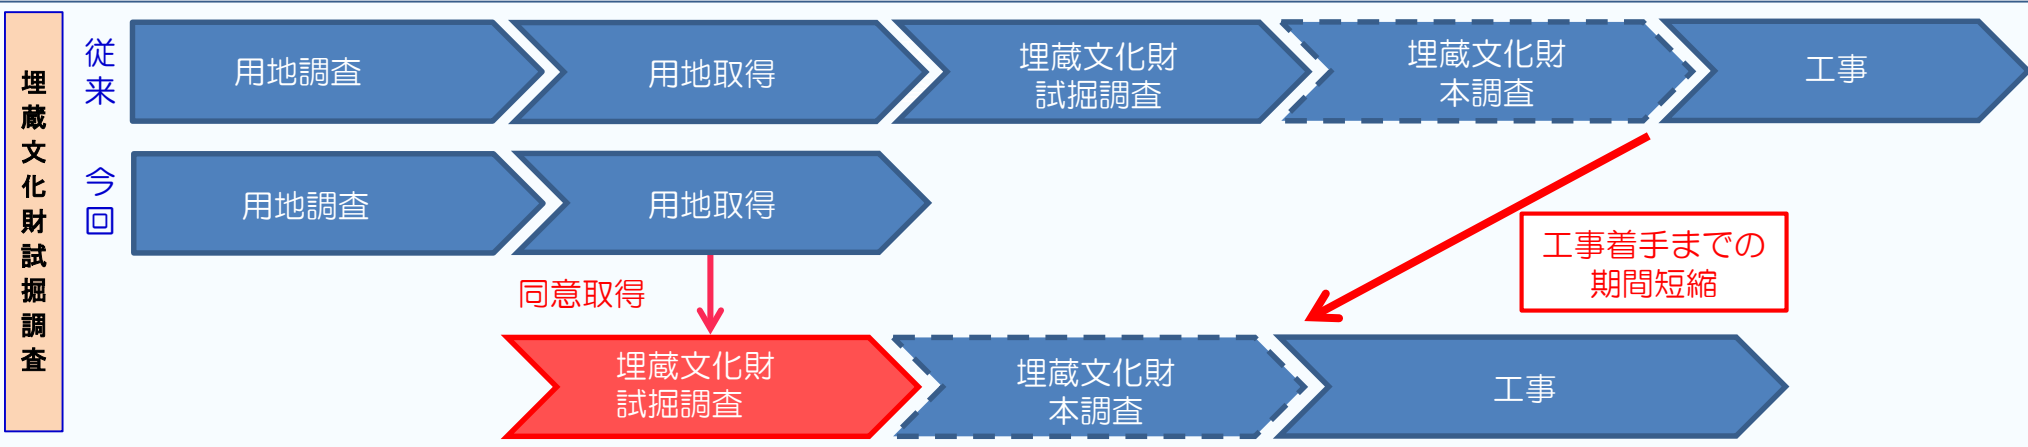 埋蔵文化財試掘調査
従来
用地調査
用地取得
埋蔵文化財
試掘調査
埋蔵文化財
本調査
工事
今回
用地調査
用地取得
同意取得
工事着手までの
期間短縮
埋蔵文化財
試掘調査
埋蔵文化財
本調査
工事